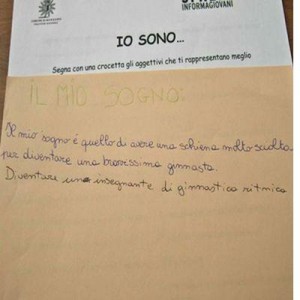 INFORMAGIOVANI
IO SONO...
Segna con una crocetta gli aggettivi che ti rappresentano meglio
IL MIO SOGNO:
Il mio sogno é quello di avere una schiena molto sciolta
per diventare una bravissima ginnasta.
Diventare una insegnante di ginnastica ritmica